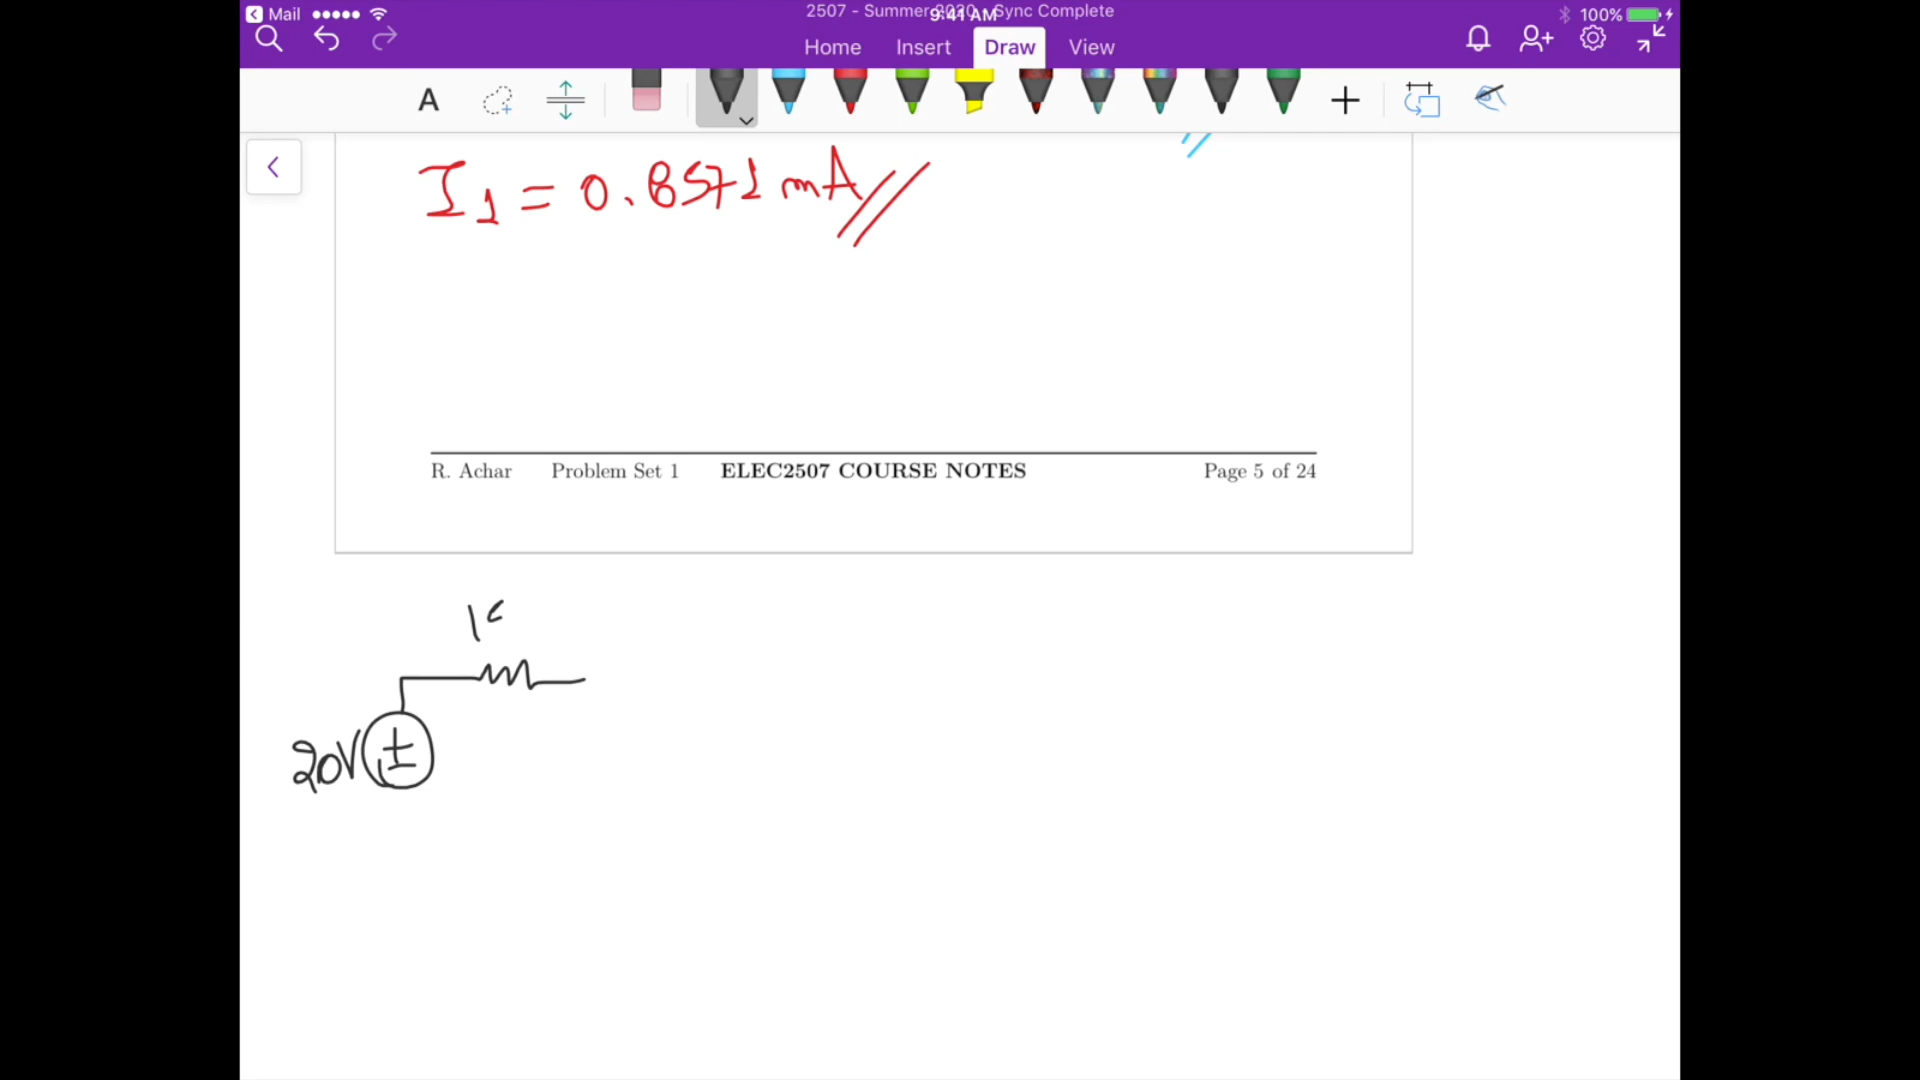 Mail
2507 - Summer 2020 - Sync Complete
9:41 AM
100%
Home Insert Draw View
A
I1 = 0.8571 mA
R. Achar Problem Set 1 ELEC2507 COURSE NOTES Page 5 of 24
20V